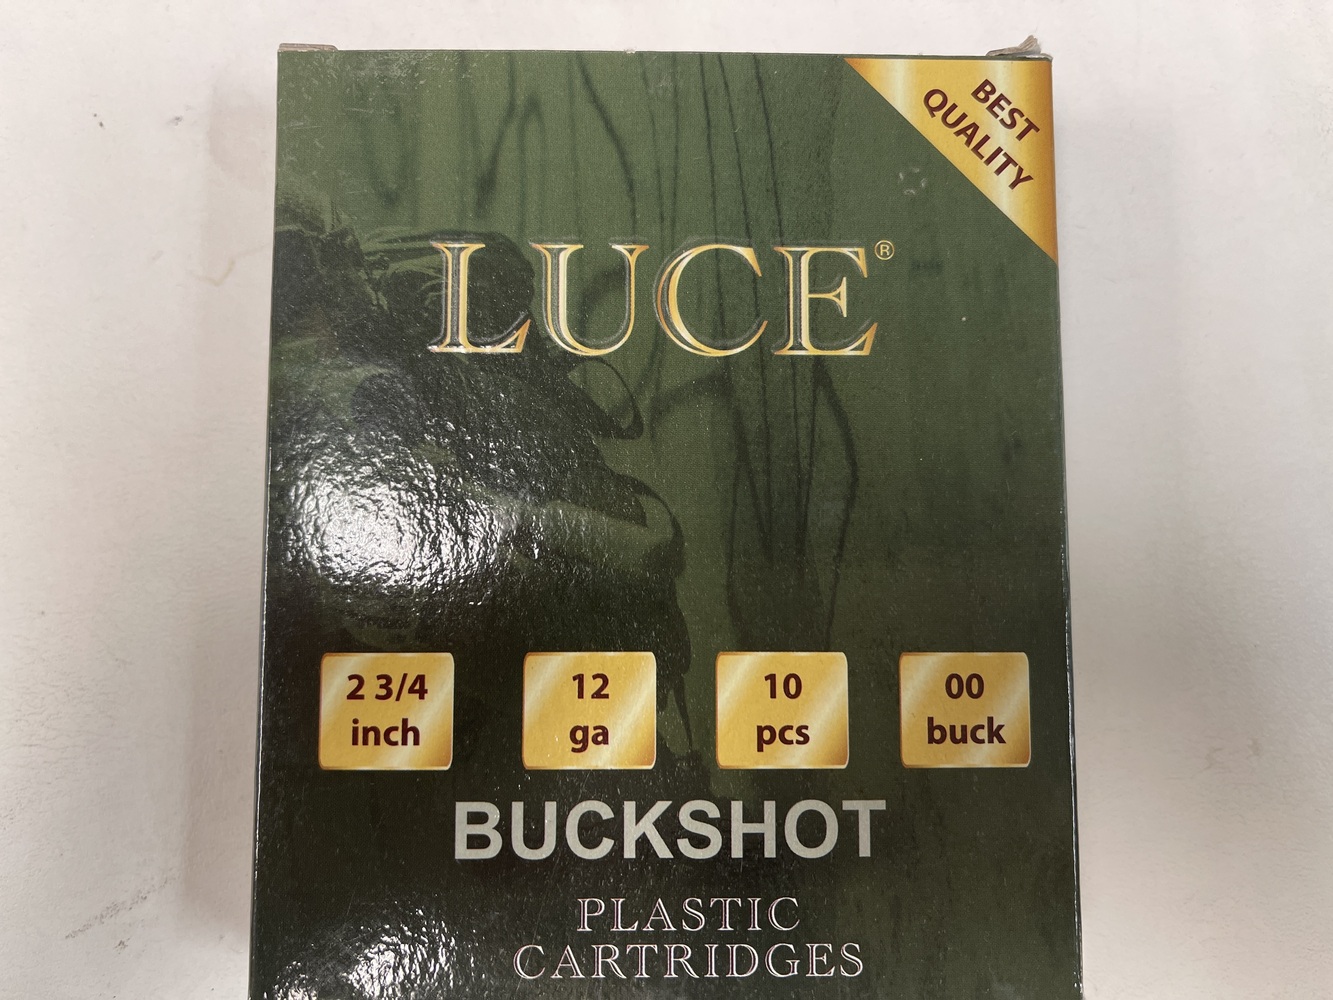 BEST
QUALITY
LUCE®
2 3/4
inch
12
ga
10
pcs
00
buck
BUCKSHOT
PLASTIC
CARTRIDGES